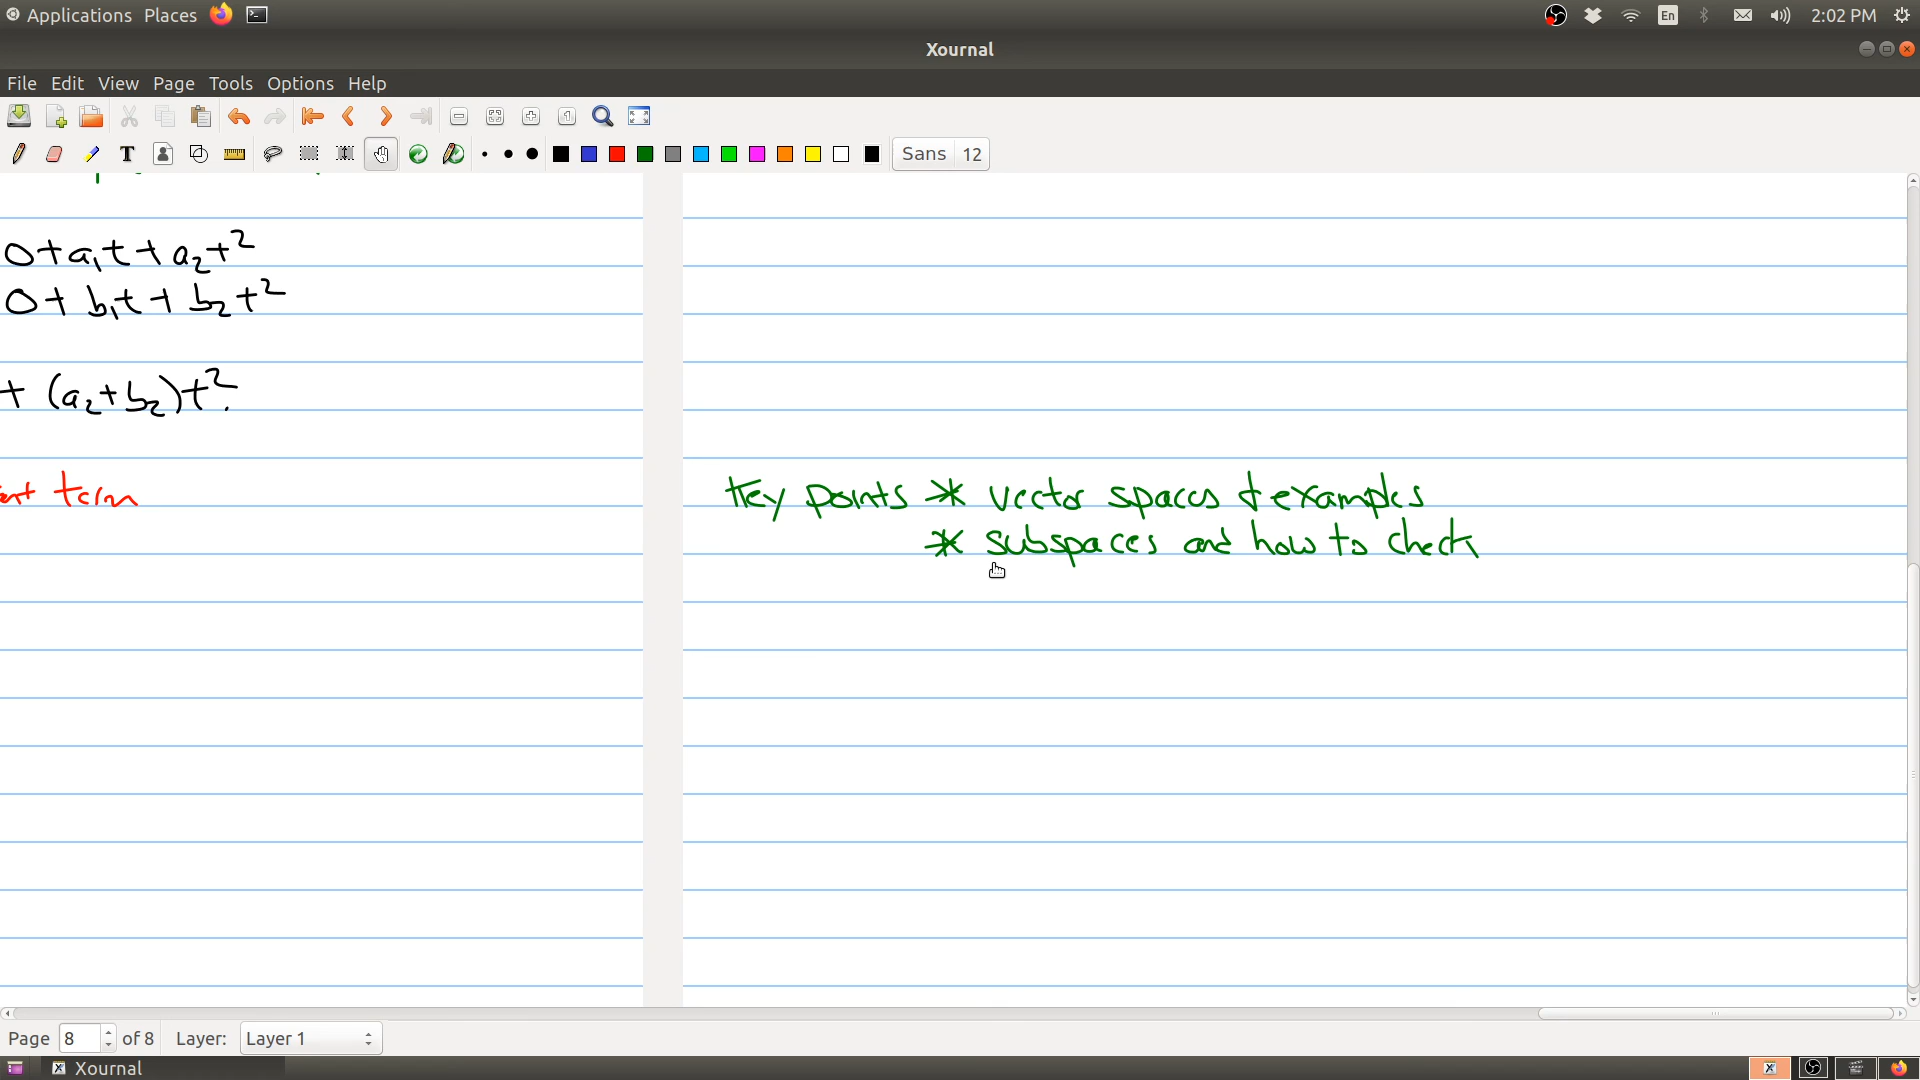 Applications Places En 2:02 PM
Xournal
File Edit View Page Tools Options Help
T Sans 12
0+a₁t+a₂t²
0+b₁t+b₂t²
+ (a₂+b₂)t².
term
Key points * vector spaces & examples
* subspaces and how to check
Page 8 of 8 Layer: Layer 1
Xournal